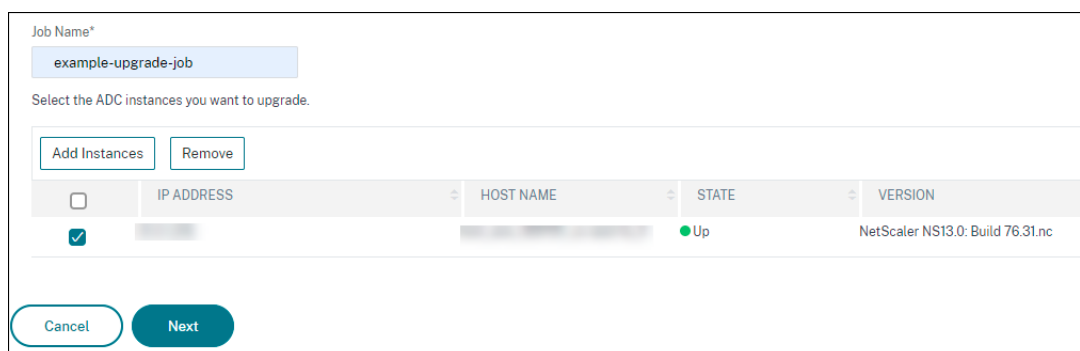 Job Name*
example-upgrade-job
Select the ADC instances you want to upgrade.
Add Instances Remove
IP ADDRESS HOST NAME STATE VERSION
Up NetScaler NS13.0: Build 76.31.nc
Cancel Next